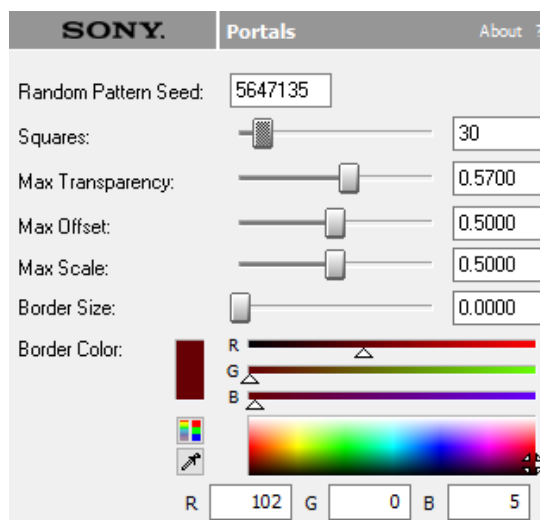 SONY. Portals About ?
Random Pattern Seed: 5647135
Squares: 30
Max Transparency: 0.5700
Max Offset: 0.5000
Max Scale: 0.5000
Border Size: 0.0000
Border Color: R
G
B
R 102 G 0 B 5